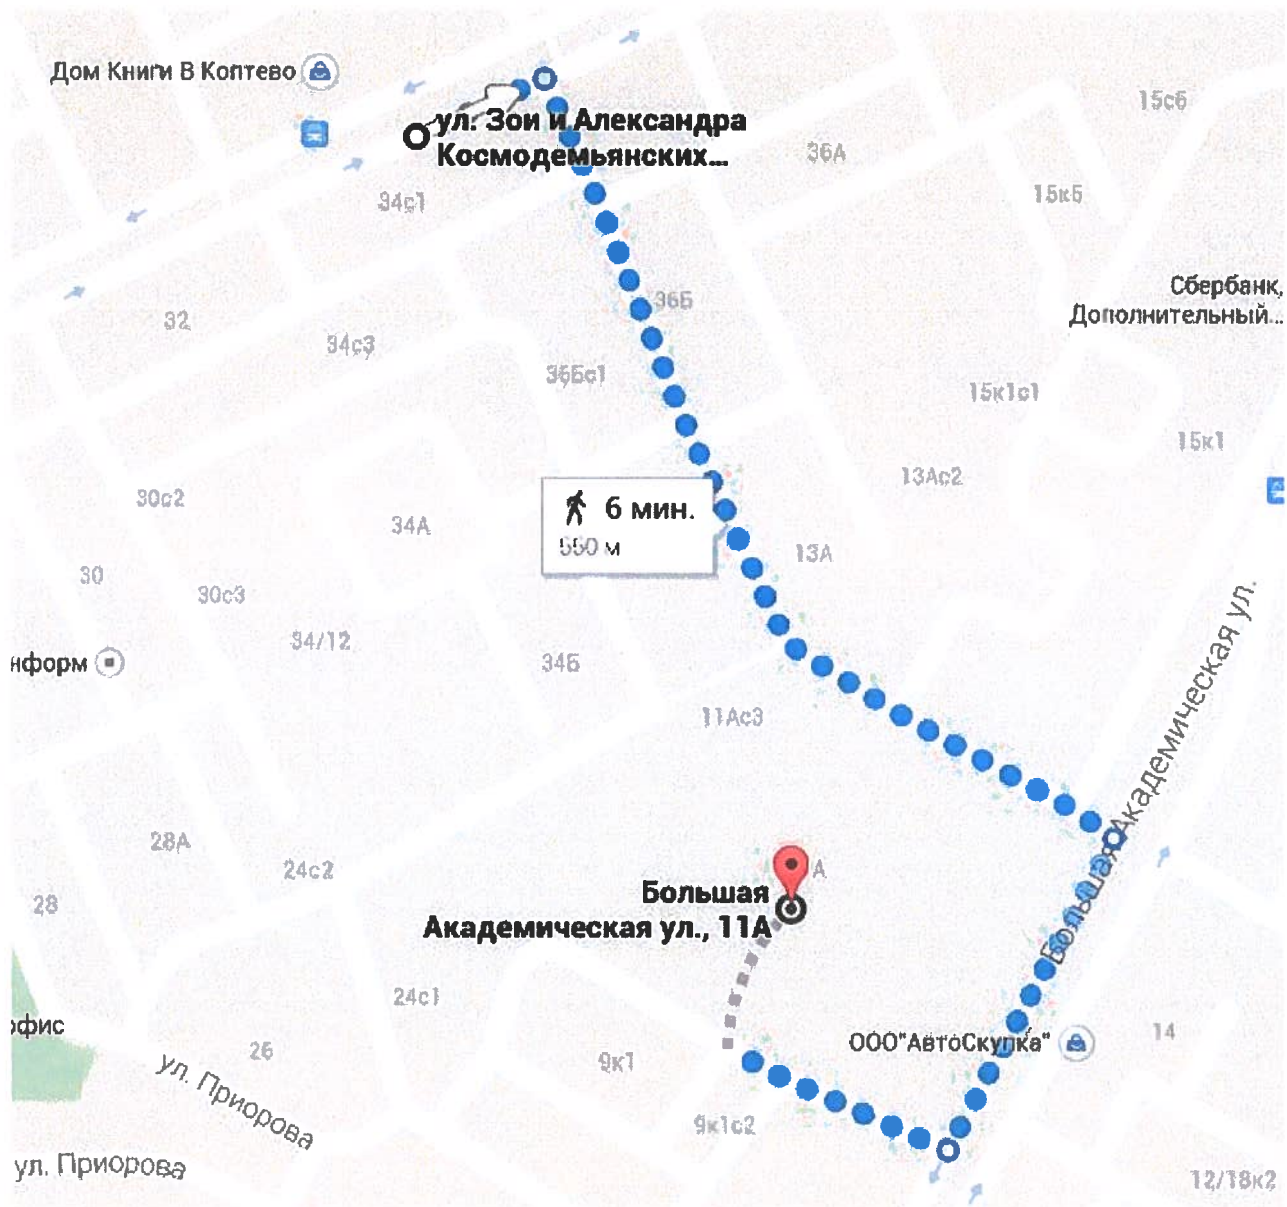 Дом Книги В Коптево
15с6
ул. Зои и Александра
Космодемьянских...
36А
15к5
34с1
Сбербанк,
Дополнительный...
36Б
32
34с3
36Бс1
15к1с1
15к1
13Ас2
30с2
6 мин.
550 м
34А
13А
30
30с3
34/12
34Б
нформ
Большая Академическая ул.
11Ас3
28А
24с2
А
28
Большая
Академическая ул., 11А
24с1
офис
26
ООО"АвтоСкупка"
14
9к1
ул. Приорова
9к1с2
ул. Приорова
12/18к2